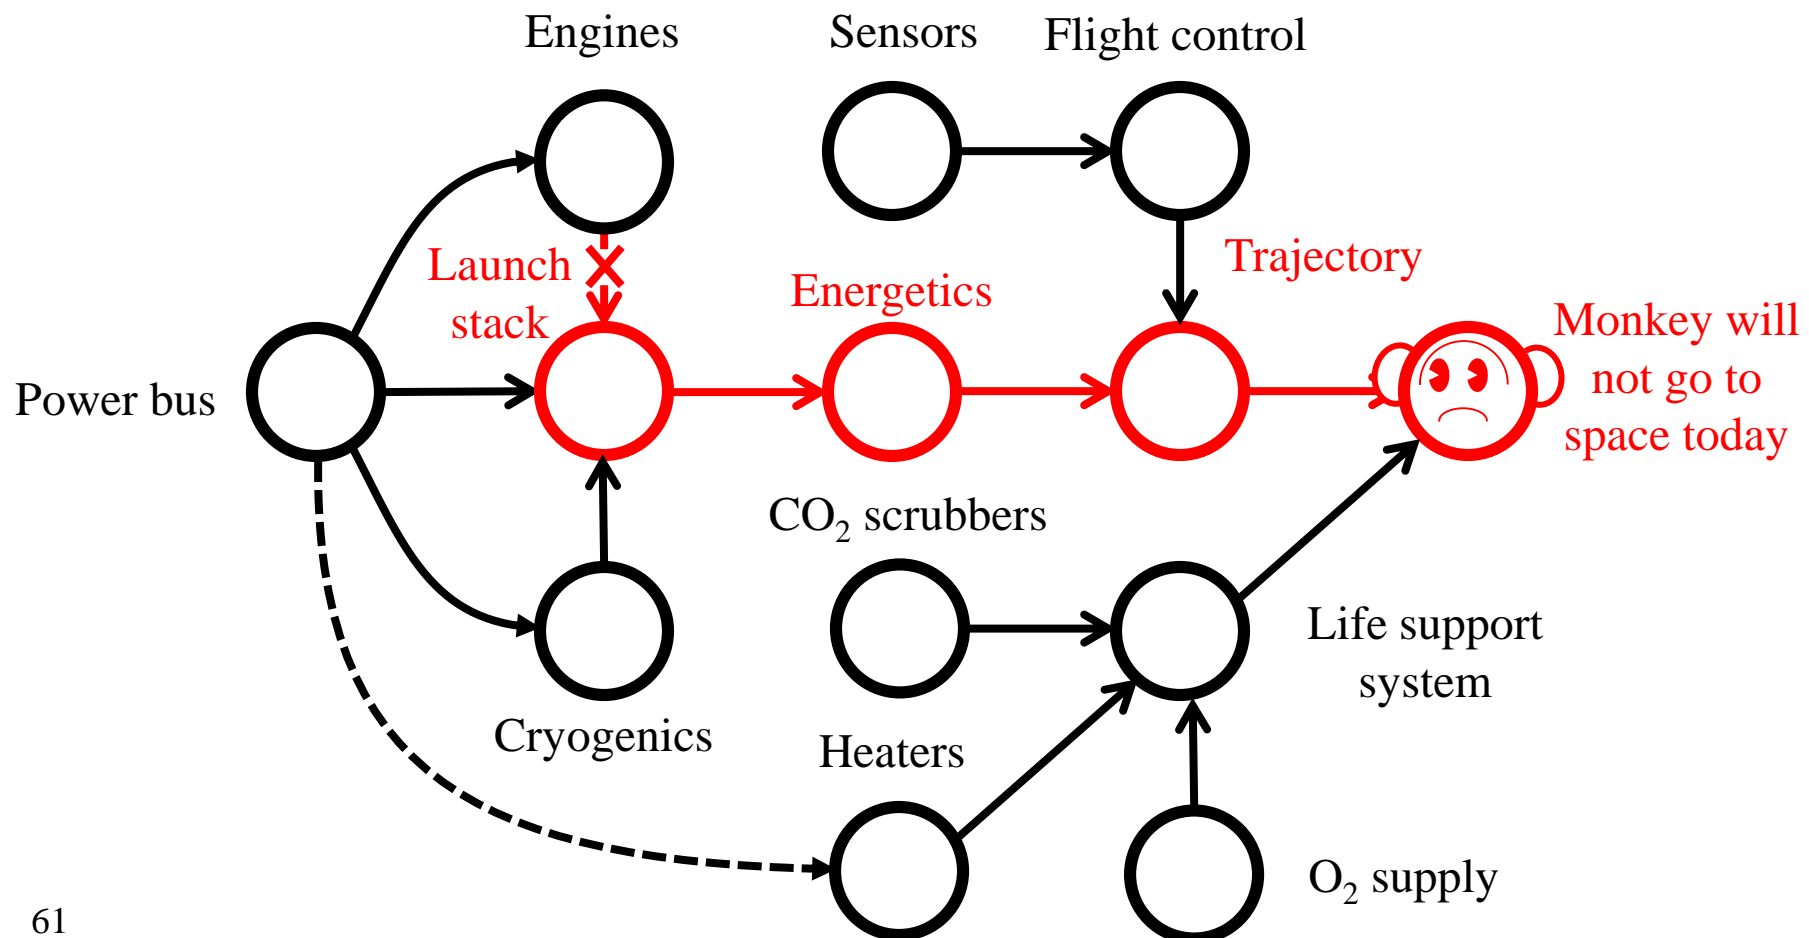 Engines
Sensors
Flight control
Launch
stack
Energetics
Trajectory
Monkey will
not go to
space today
Power bus
CO₂ scrubbers
Life support
system
Cryogenics
Heaters
O₂ supply
61